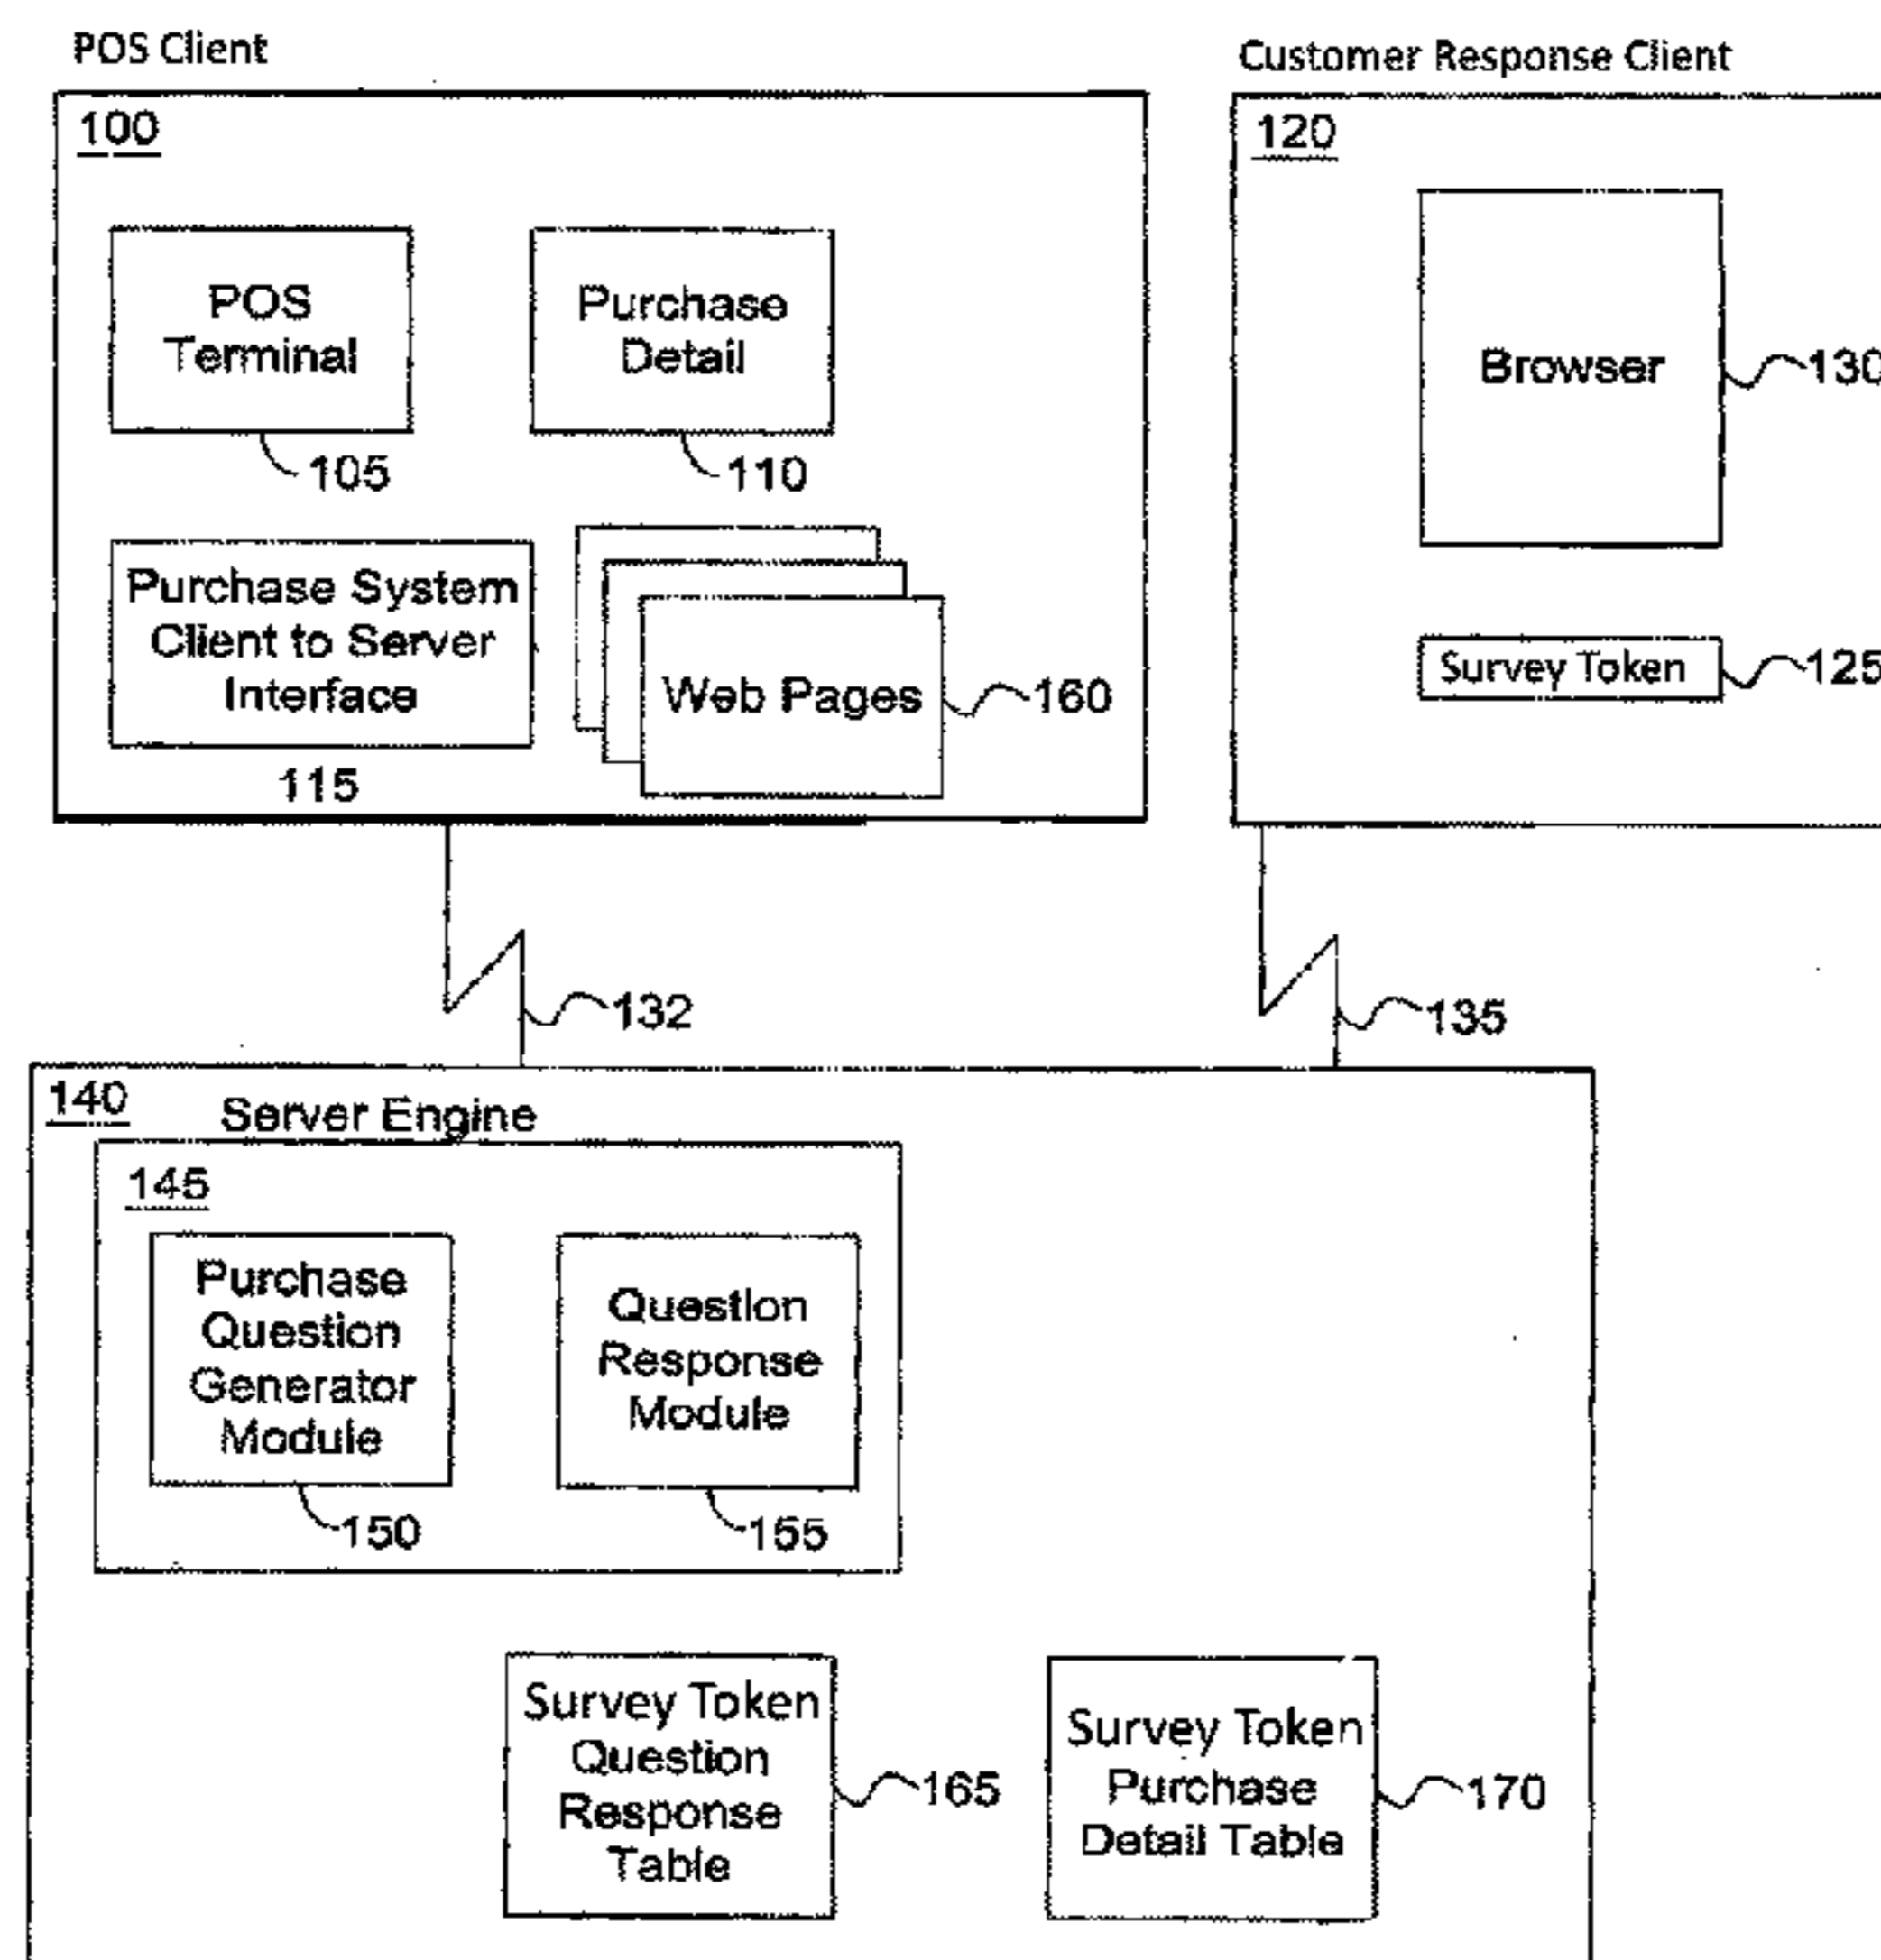 POS Client
100
POS
Terminal
105
Purchase
Detail
110
Purchase System
Client to Server
Interface
115
Web Pages
160
Customer Response Client
120
Browser
130
Survey Token
125
132
135
140
Server Engine
145
Purchase
Question
Generator
Module
150
Question
Response
Module
155
Survey Token
Question
Response
Table
165
Survey Token
Purchase
Detail Table
170